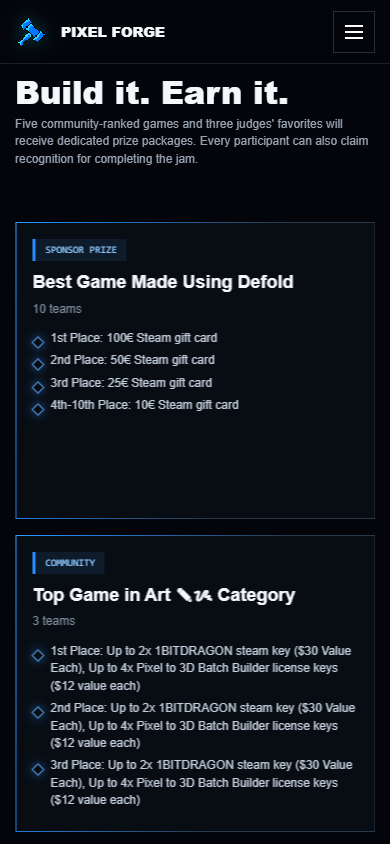 PIXEL FORGE
Build it. Earn it.
Five community-ranked games and three judges' favorites will
receive dedicated prize packages. Every participant can also claim
recognition for completing the jam.
SPONSOR PRIZE
Best Game Made Using Defold
10 teams
1st Place: 100€ Steam gift card
2nd Place: 50€ Steam gift card
3rd Place: 25€ Steam gift card
4th-10th Place: 10€ Steam gift card
COMMUNITY
Top Game in Art Category
3 teams
1st Place: Up to 2x 1BITDRAGON steam key ($30 Value
Each), Up to 4x Pixel to 3D Batch Builder license keys
($12 value each)
2nd Place: Up to 2x 1BITDRAGON steam key ($30 Value
Each), Up to 4x Pixel to 3D Batch Builder license keys
($12 value each)
3rd Place: Up to 2x 1BITDRAGON steam key ($30 Value
Each), Up to 4x Pixel to 3D Batch Builder license keys
($12 value each)